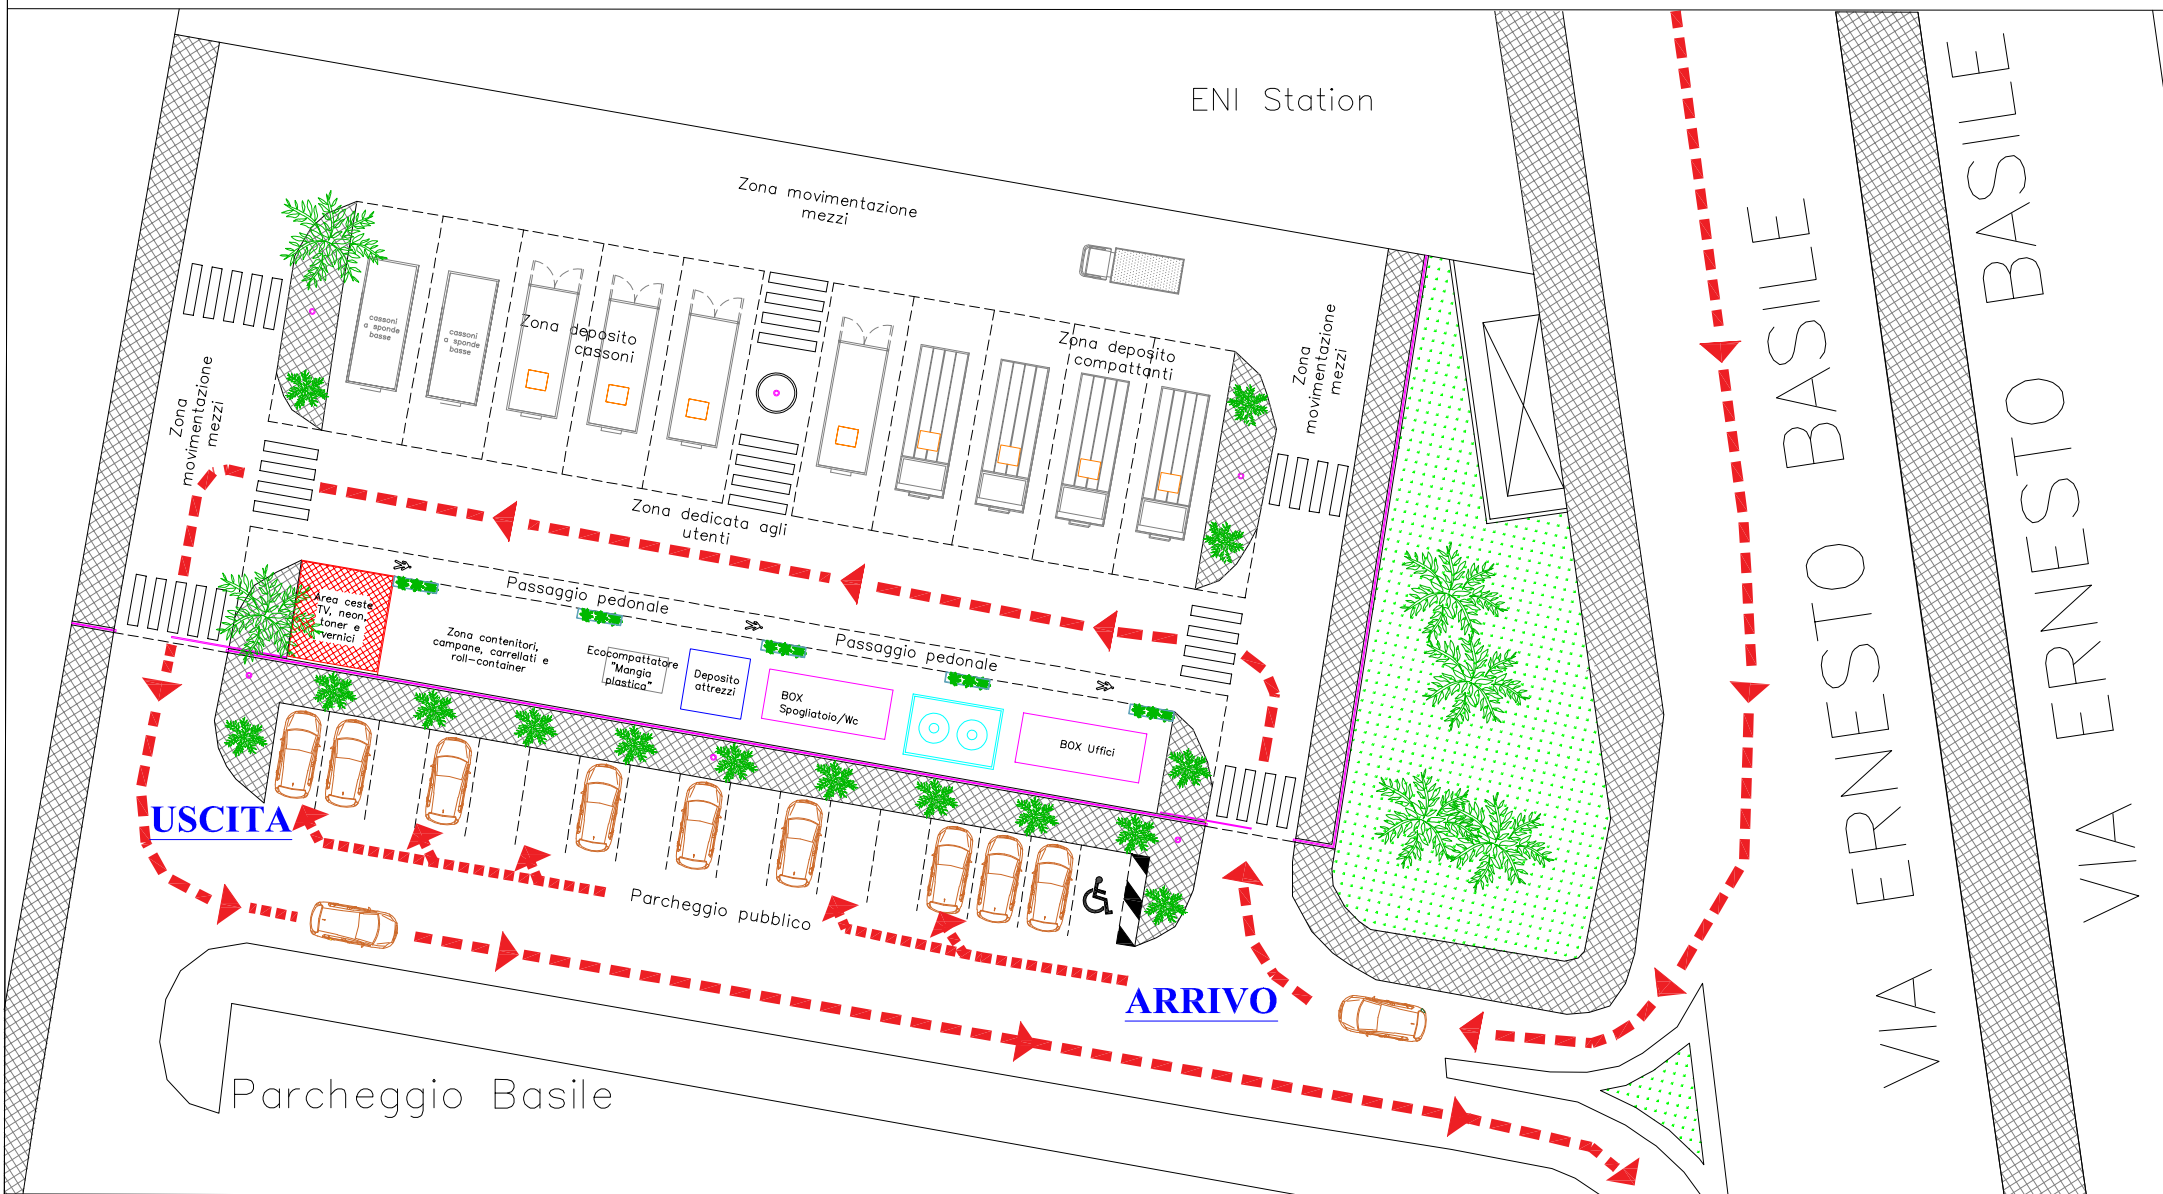 ENI Station
Zona movimentazione
mezzi
cassoni
a sponde
basse
cassoni
a sponde
basse
Zona deposito
cassoni
Zona deposito
compattanti
Zona
movimentazione
mezzi
Zona
movimentazione
mezzi
Zona dedicata agli
utenti
Passaggio pedonale
Passaggio pedonale
Area ceste
TV, neon,
toner e
vernici
Zona contenitori,
campane, carrellati e
roll-container
Ecocompattatore
"Mangia
plastica"
Deposito
attrezzi
BOX
Spogliatoio/Wc
BOX Uffici
USCITA
Parcheggio pubblico
ARRIVO
Parcheggio Basile
VIA ERNESTO BASILE
VIA ERNESTO BASILE